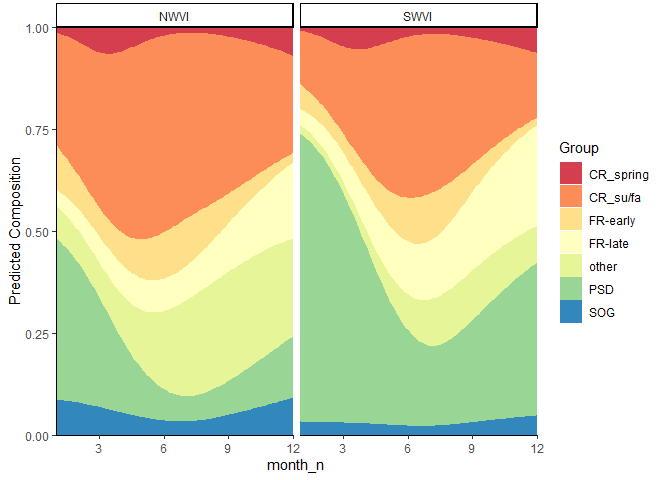 NWVI
SWVI
1.00
0.75
0.50
0.25
0.00
Predicted Composition
3
6
9
12
3
6
9
12
month_n
Group
CR_spring
CR_su/fa
FR-early
FR-late
other
PSD
SOG